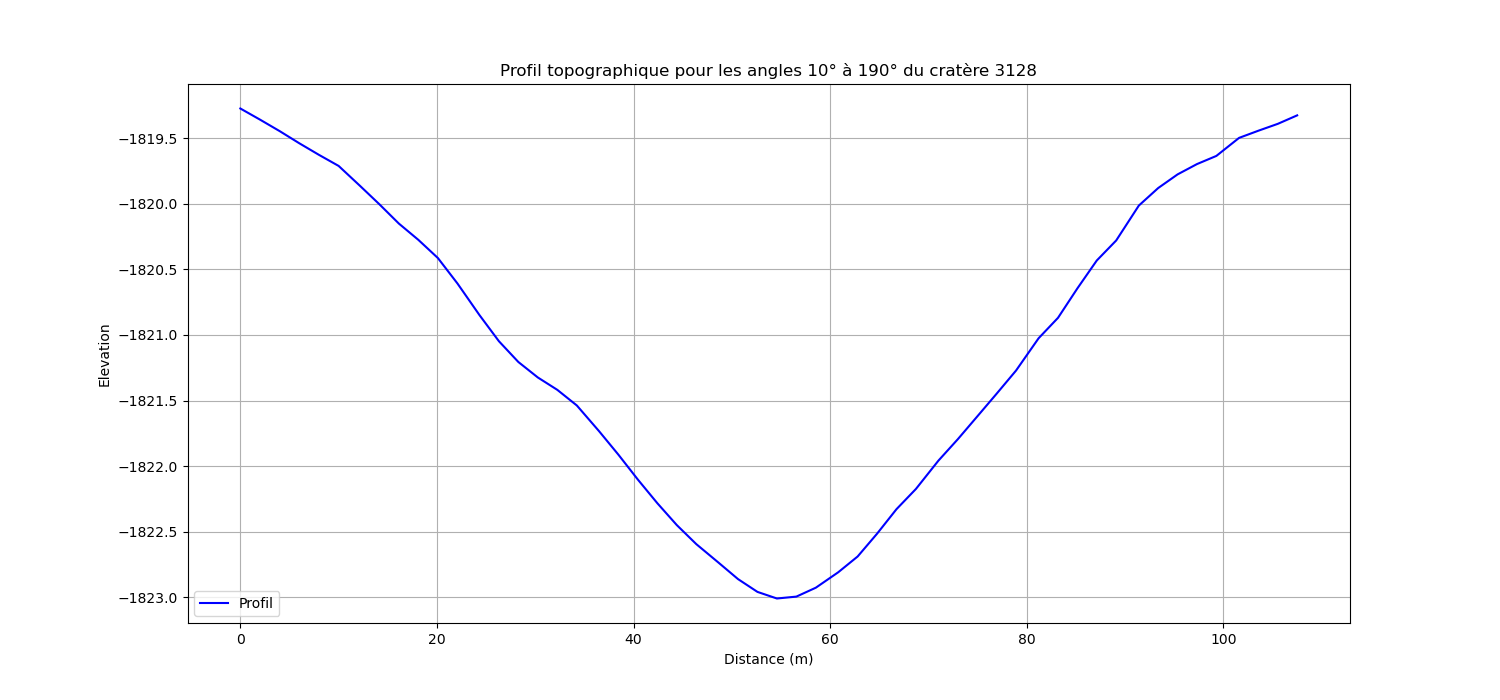 Profil topographique pour les angles 10° à 190° du cratère 3128
Elevation
−1819.5
−1820.0
−1820.5
−1821.0
−1821.5
−1822.0
−1822.5
−1823.0
Profil
0 20 40 60 80 100
Distance (m)